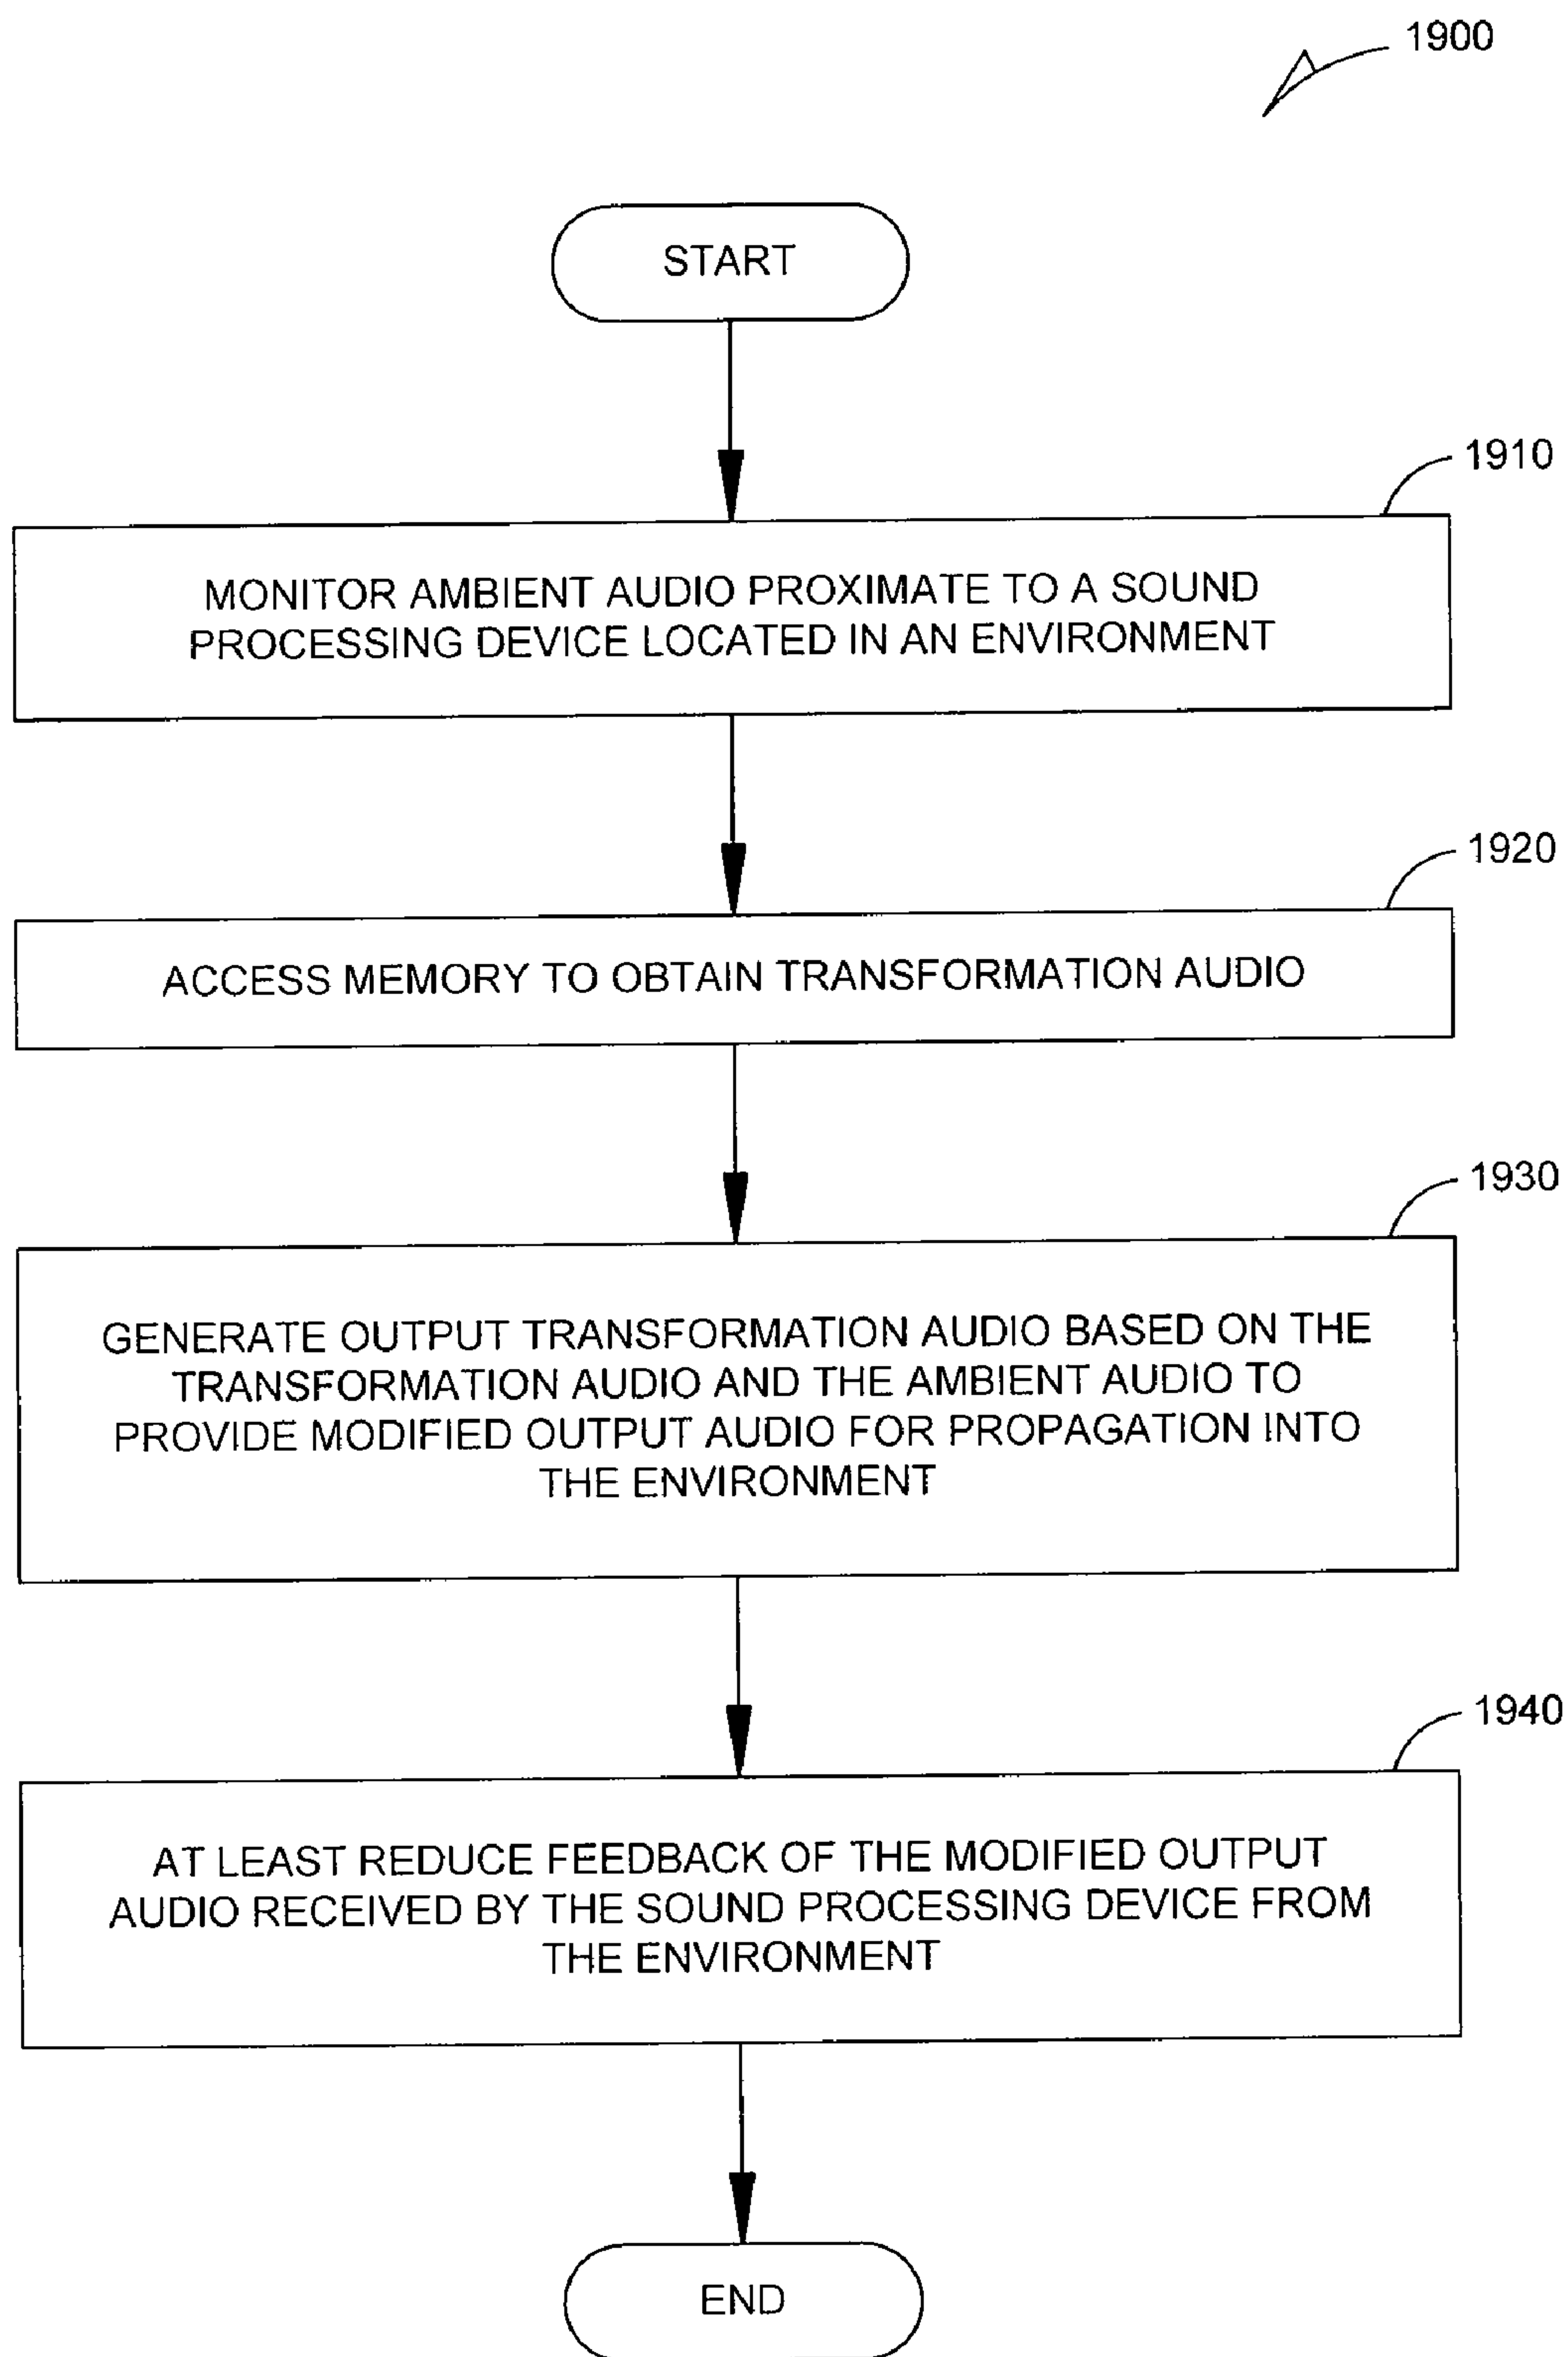 1900
START
1910
MONITOR AMBIENT AUDIO PROXIMATE TO A SOUND
PROCESSING DEVICE LOCATED IN AN ENVIRONMENT
1920
ACCESS MEMORY TO OBTAIN TRANSFORMATION AUDIO
1930
GENERATE OUTPUT TRANSFORMATION AUDIO BASED ON THE
TRANSFORMATION AUDIO AND THE AMBIENT AUDIO TO
PROVIDE MODIFIED OUTPUT AUDIO FOR PROPAGATION INTO
THE ENVIRONMENT
1940
AT LEAST REDUCE FEEDBACK OF THE MODIFIED OUTPUT
AUDIO RECEIVED BY THE SOUND PROCESSING DEVICE FROM
THE ENVIRONMENT
END